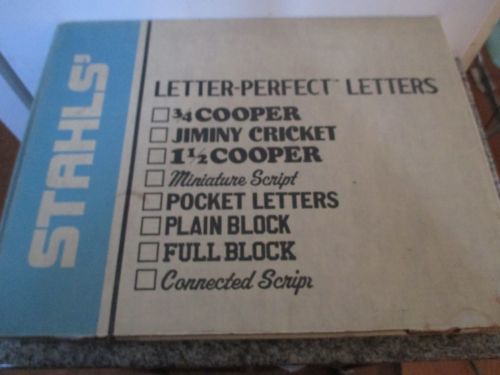 STAHLS'
LETTER-PERFECT™ LETTERS
¾ COOPER
JIMINY CRICKET
1½ COOPER
Miniature Script
POCKET LETTERS
PLAIN BLOCK
FULL BLOCK
Connected Scrip